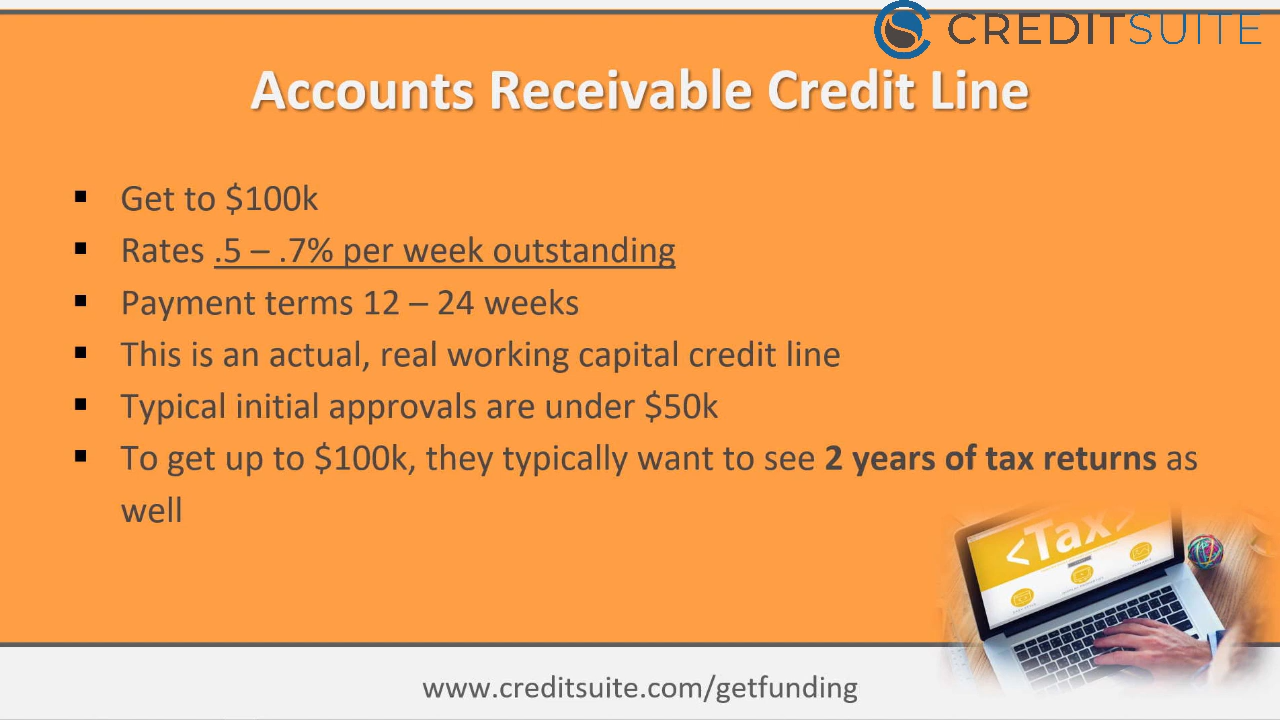 CREDITSUITE
Accounts Receivable Credit Line
▪ Get to $100k
▪ Rates .5 – .7% per week outstanding
▪ Payment terms 12 – 24 weeks
▪ This is an actual, real working capital credit line
▪ Typical initial approvals are under $50k
▪ To get up to $100k, they typically want to see 2 years of tax returns as
well
<Tax>
www.creditsuite.com/getfunding